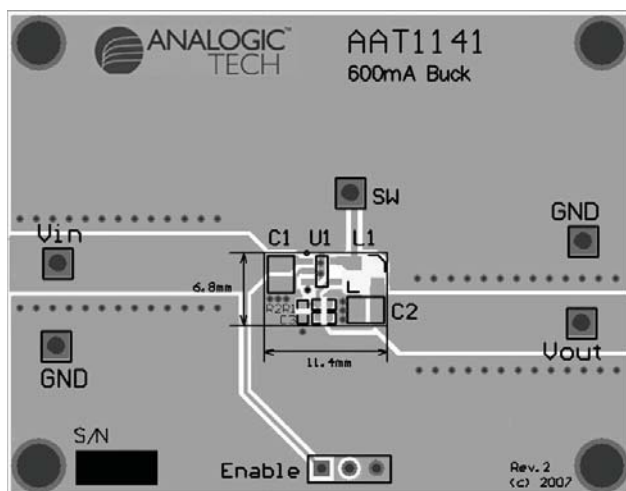 ANALOGIC™
TECH
AAT1141
600mA Buck
SW
GND
C1 U1 L1
Vin
6.8mm
R2R1
C3
C2
11.4mm
GND
Vout
S/N
Enable
Rev.2
(c) 2007